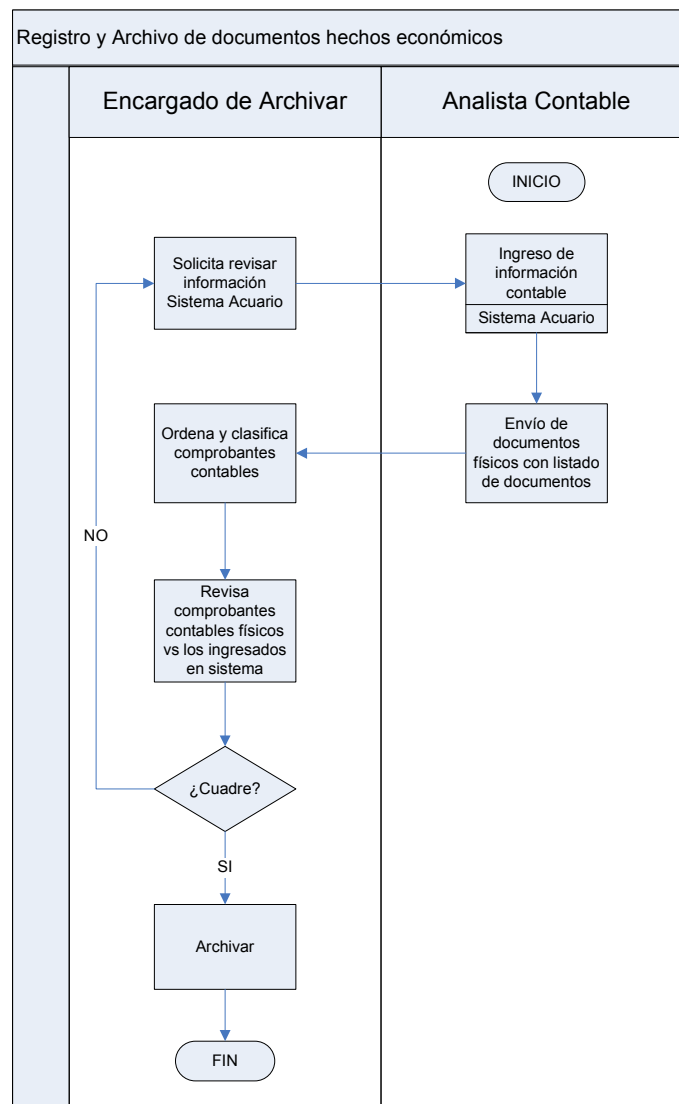 Registro y Archivo de documentos hechos económicos
Encargado de Archivar
Analista Contable
INICIO
Solicita revisar
información
Sistema Acuario
Ingreso de
información
contable
Sistema Acuario
Ordena y clasifica
comprobantes
contables
Envío de
documentos
físicos con listado
de documentos
NO
Revisa
comprobantes
contables físicos
vs los ingresados
en sistema
¿Cuadre?
SI
Archivar
FIN